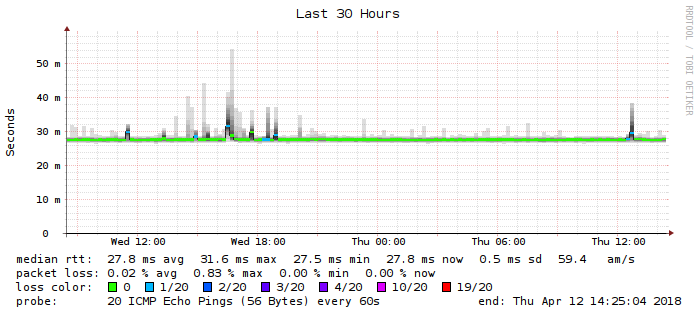 Last 30 Hours
RRDTOOL / TOBI OETIKER
Seconds
50 m
40 m
30 m
20 m
10 m
0
Wed 12:00 Wed 18:00 Thu 00:00 Thu 06:00 Thu 12:00
median rtt: 27.8 ms avg 31.6 ms max 27.5 ms min 27.8 ms now 0.5 ms sd 59.4 am/s
packet loss: 0.02 % avg 0.83 % max 0.00 % min 0.00 % now
loss color: 0 1/20 2/20 3/20 4/20 10/20 19/20
probe: 20 ICMP Echo Pings (56 Bytes) every 60s end: Thu Apr 12 14:25:04 2018